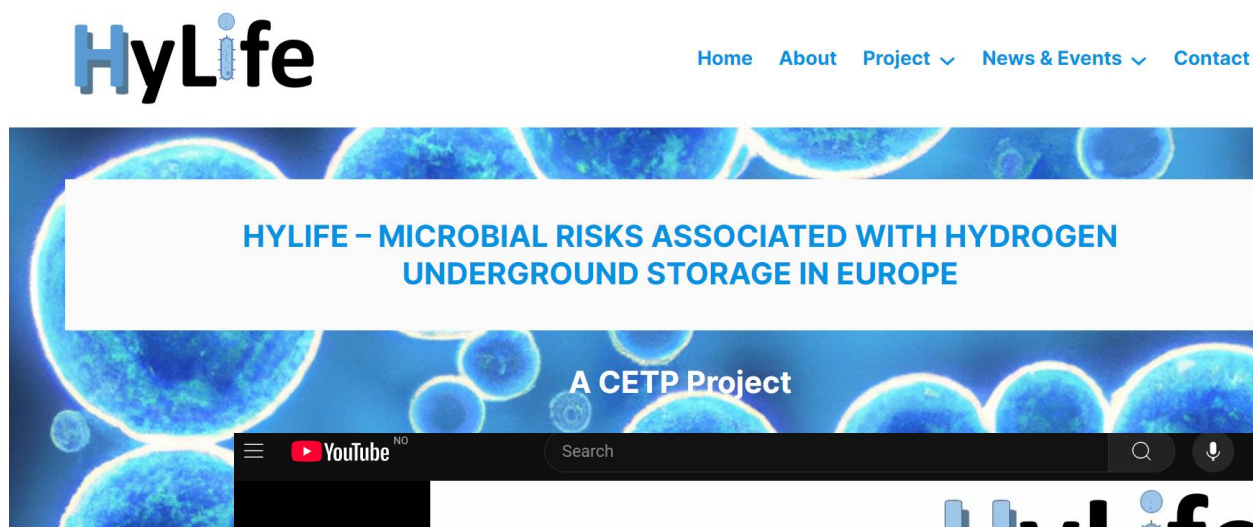 HyLife
Home About Project News & Events Contact
HYLIFE – MICROBIAL RISKS ASSOCIATED WITH HYDROGEN
UNDERGROUND STORAGE IN EUROPE
A CETP Project
YouTube NO
Search
HyLife